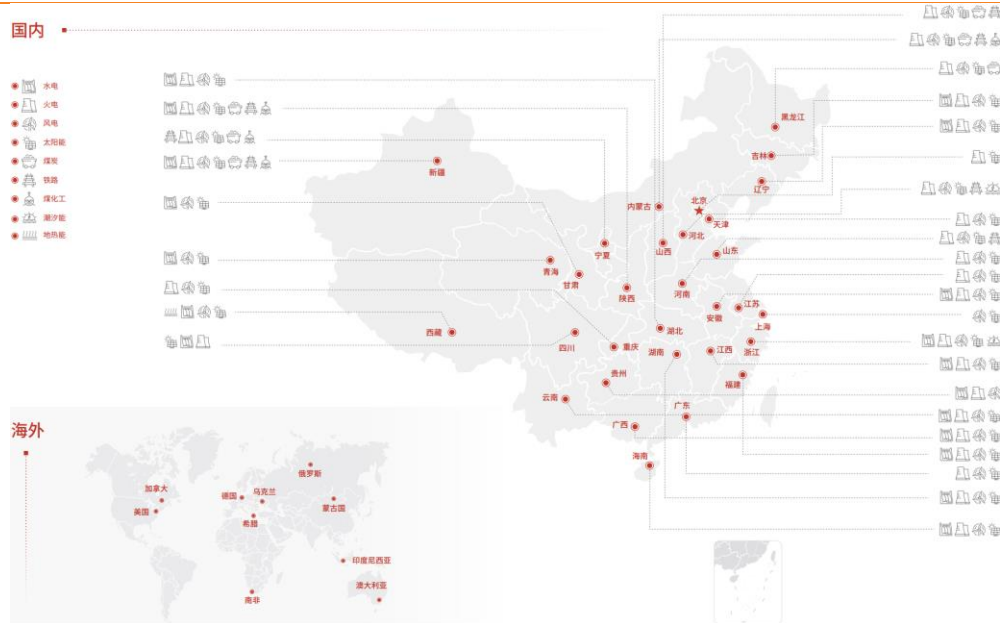 国内
水电
火电
风电
太阳能
煤炭
铁路
煤化工
潮汐能
地热能
黑龙江
吉林
辽宁
新疆
内蒙古
北京
天津
河北
山西
山东
宁夏
青海
甘肃
陕西
河南
江苏
安徽
上海
西藏
四川
重庆
湖北
湖南
江西
浙江
贵州
福建
云南
广西
广东
海南
海外
俄罗斯
加拿大
美国
德国
乌克兰
蒙古国
希腊
印度尼西亚
澳大利亚
南非